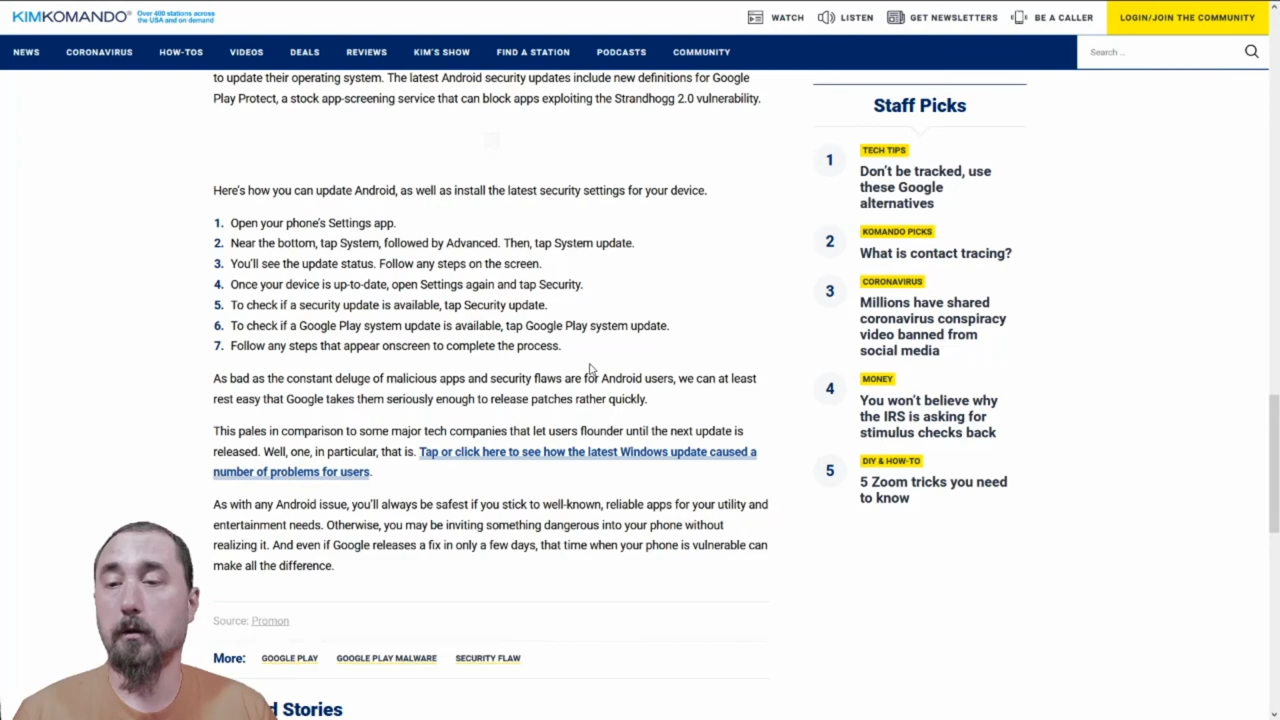 KIMKOMANDO®
Over 400 stations across
the USA and on demand
WATCH
LISTEN
GET NEWSLETTERS
BE A CALLER
LOGIN/JOIN THE COMMUNITY
NEWS
CORONAVIRUS
HOW-TOS
VIDEOS
DEALS
REVIEWS
KIM'S SHOW
FIND A STATION
PODCASTS
COMMUNITY
Search ...
to update their operating system. The latest Android security updates include new definitions for Google
Play Protect, a stock app-screening service that can block apps exploiting the Strandhogg 2.0 vulnerability.
Here's how you can update Android, as well as install the latest security settings for your device.
1. Open your phone's Settings app.
2. Near the bottom, tap System, followed by Advanced. Then, tap System update.
3. You'll see the update status. Follow any steps on the screen.
4. Once your device is up-to-date, open Settings again and tap Security.
5. To check if a security update is available, tap Security update.
6. To check if a Google Play system update is available, tap Google Play system update.
7. Follow any steps that appear onscreen to complete the process.
As bad as the constant deluge of malicious apps and security flaws are for Android users, we can at least
rest easy that Google takes them seriously enough to release patches rather quickly.
This pales in comparison to some major tech companies that let users flounder until the next update is
released. Well, one, in particular, that is. Tap or click here to see how the latest Windows update caused a
number of problems for users.
As with any Android issue, you'll always be safest if you stick to well-known, reliable apps for your utility and
entertainment needs. Otherwise, you may be inviting something dangerous into your phone without
realizing it. And even if Google releases a fix in only a few days, that time when your phone is vulnerable can
make all the difference.
Source: Promon
More: GOOGLE PLAY GOOGLE PLAY MALWARE SECURITY FLAW
d Stories
Staff Picks
1
TECH TIPS
Don't be tracked, use
these Google
alternatives
2
KOMANDO PICKS
What is contact tracing?
3
CORONAVIRUS
Millions have shared
coronavirus conspiracy
video banned from
social media
4
MONEY
You won't believe why
the IRS is asking for
stimulus checks back
5
DIY & HOW-TO
5 Zoom tricks you need
to know